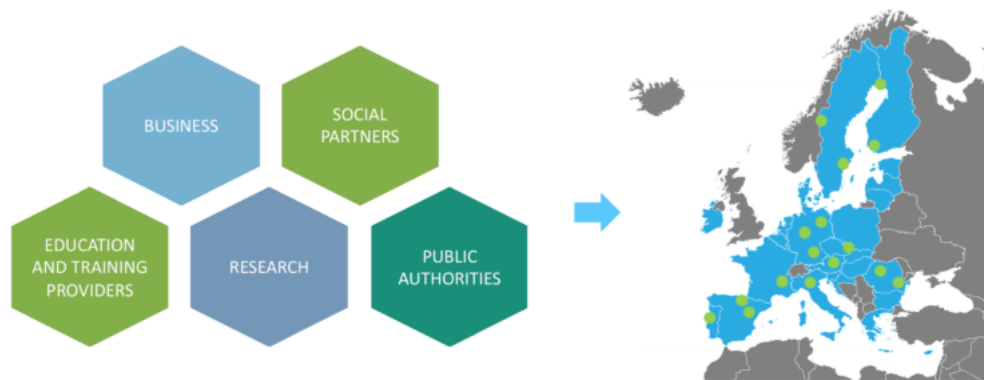 BUSINESS
SOCIAL
PARTNERS
EDUCATION
AND TRAINING
PROVIDERS
RESEARCH
PUBLIC
AUTHORITIES